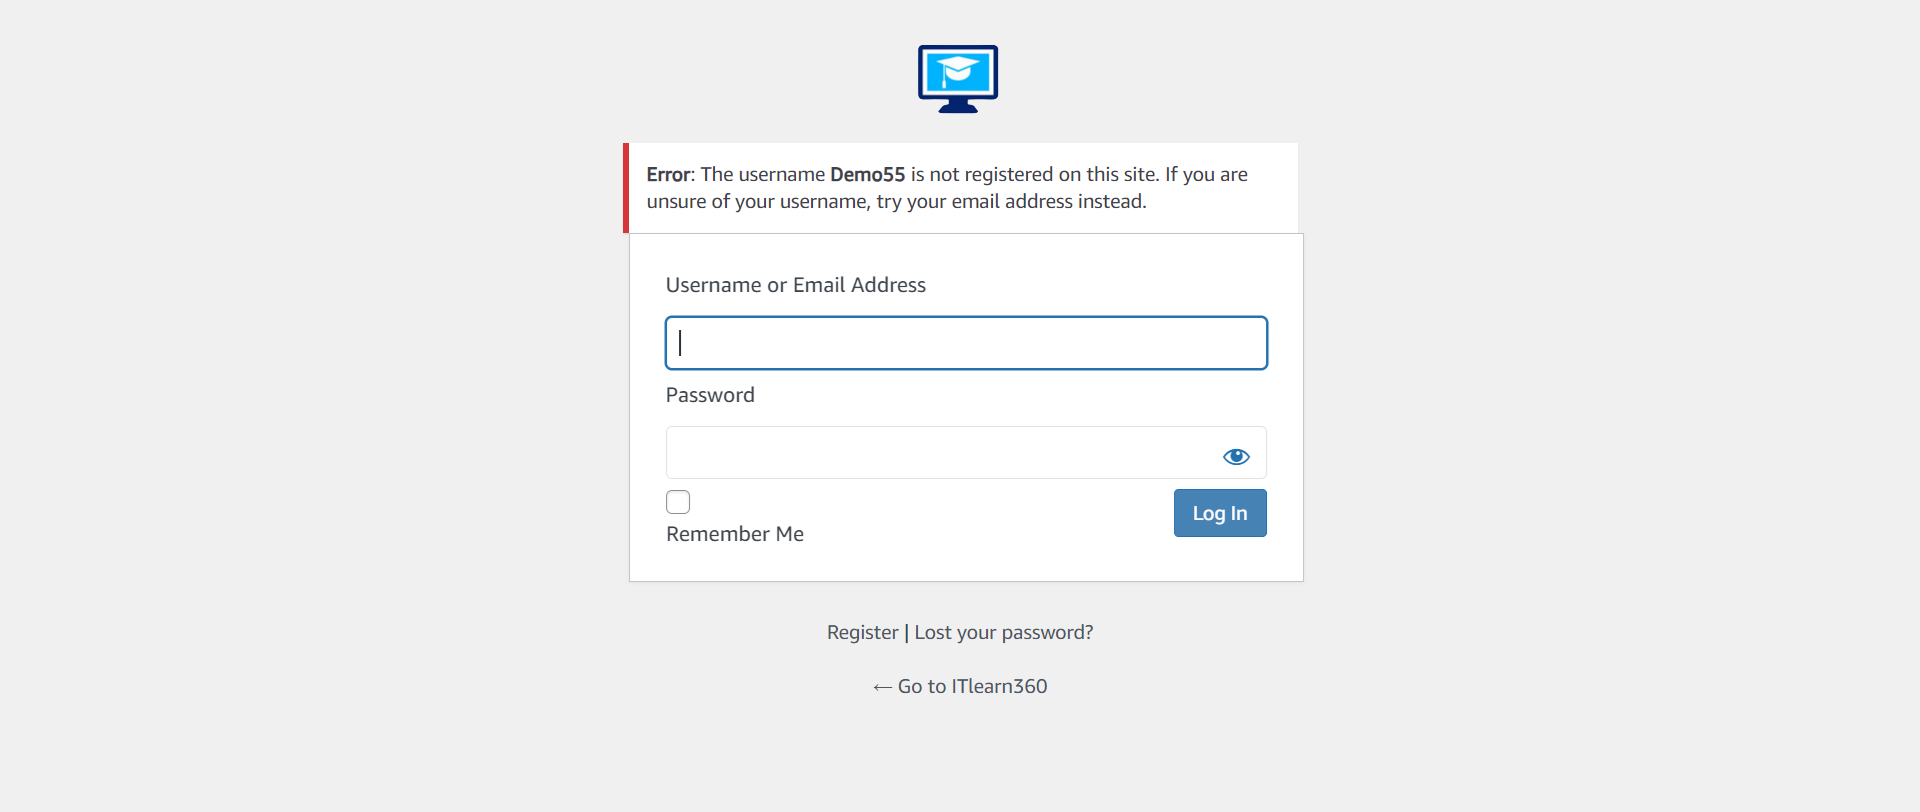 Error: The username Demo55 is not registered on this site. If you are
unsure of your username, try your email address instead.
Username or Email Address
Password
Remember Me
Log In
Register | Lost your password?
← Go to ITlearn360